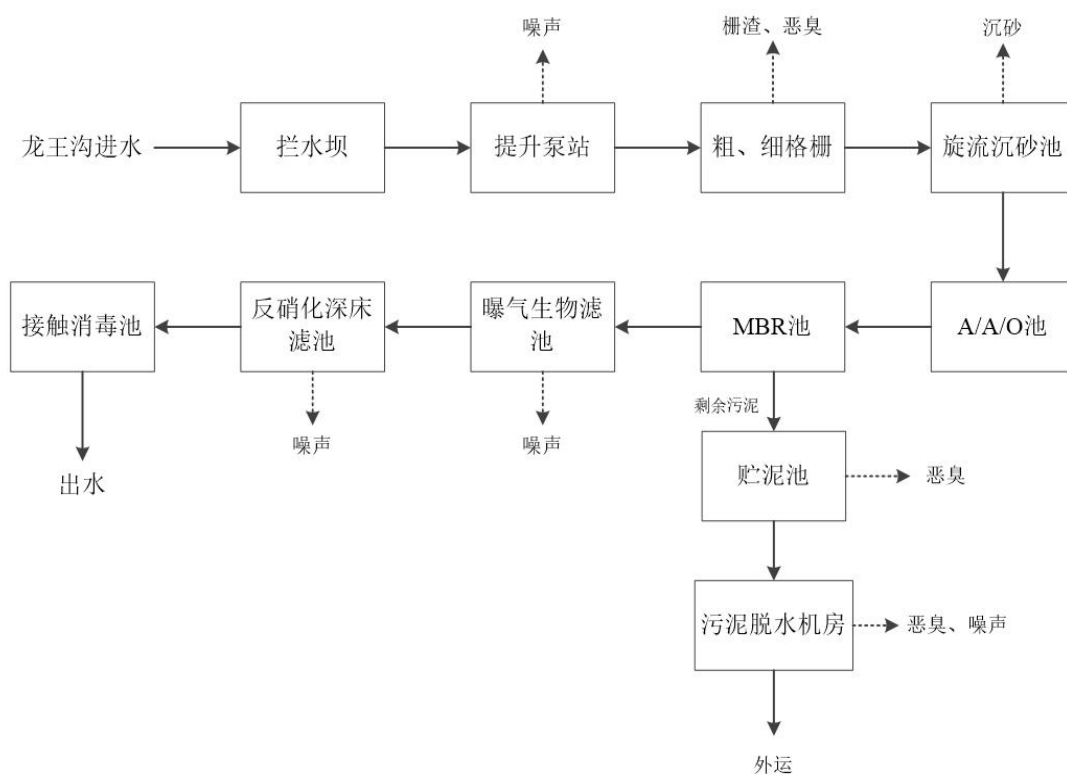 噪声
栅渣、恶臭
沉砂
龙王沟进水
拦水坝
提升泵站
粗、细格栅
旋流沉砂池
接触消毒池
反硝化深床
滤池
曝气生物滤
池
MBR池
A/A/O池
剩余污泥
噪声
噪声
出水
贮泥池
恶臭
污泥脱水机房
恶臭、噪声
外运